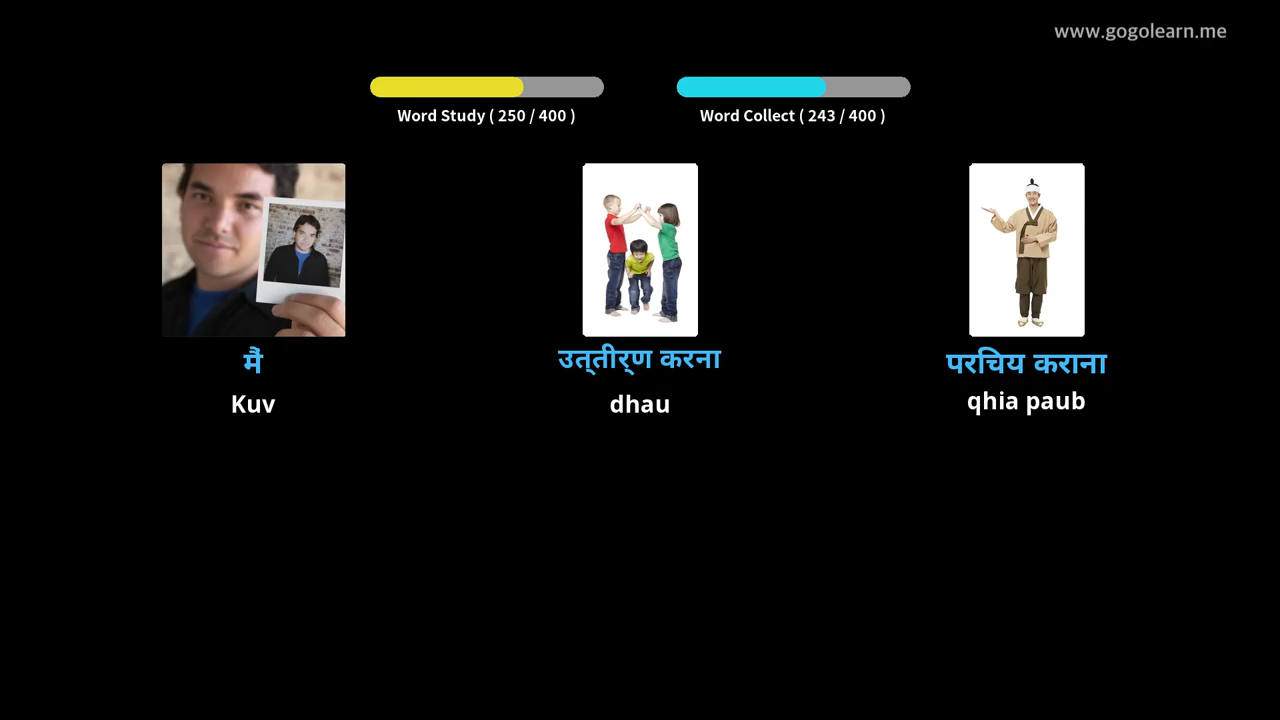 www.gogolearn.me
Word Study ( 250 / 400 )
Word Collect ( 243 / 400 )
मैं
उत्तीर्ण करना
परिचय कराना
Kuv
dhau
qhia paub